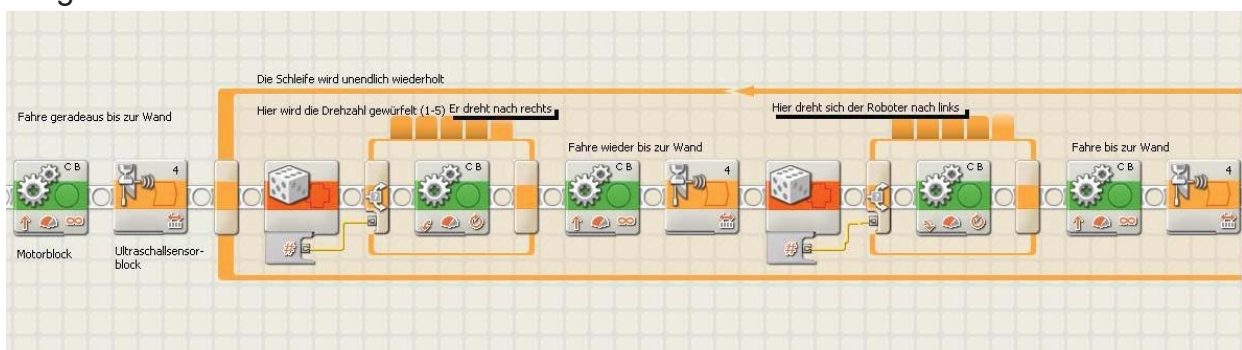 Die Schleife wird unendlich wiederholt
Fahre geradeaus bis zur Wand
Hier wird die Drehzahl gewürfelt (1-5)
Er dreht nach rechts
Hier dreht sich der Roboter nach links
Fahre wieder bis zur Wand
Fahre bis zur Wand
C B
4
C B
C B
4
C B
C B
4
#
#
Motorblock
Ultraschallsensor-
block